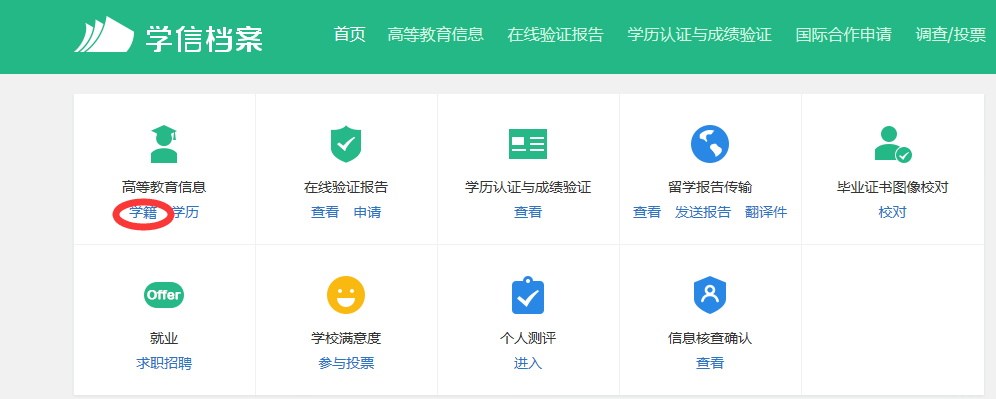 学信档案 首页 高等教育信息 在线验证报告 学历认证与成绩验证 国际合作申请 调查/投票
高等教育信息 在线验证报告 学历认证与成绩验证 留学报告传输 毕业证书图像校对
学籍 学历 查看 申请 查看 查看 发送报告 翻译件 校对
Offer
就业 学校满意度 个人测评 信息核查确认
求职招聘 参与投票 进入 查看